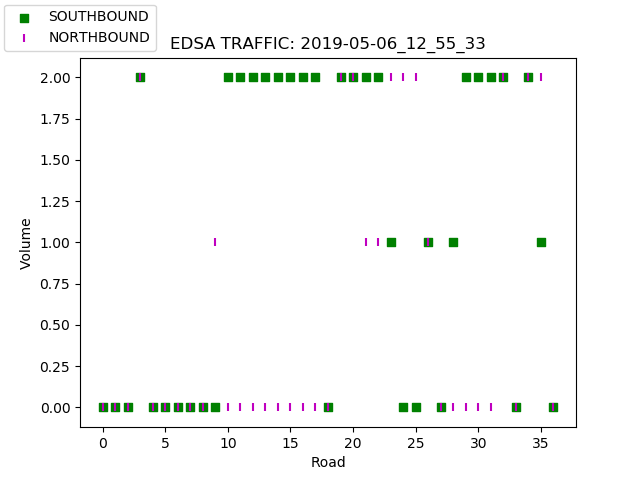 SOUTHBOUND
NORTHBOUND
EDSA TRAFFIC: 2019-05-06_12_55_33
2.00
1.75
1.50
1.25
1.00
0.75
0.50
0.25
0.00
Volume
0 5 10 15 20 25 30 35
Road